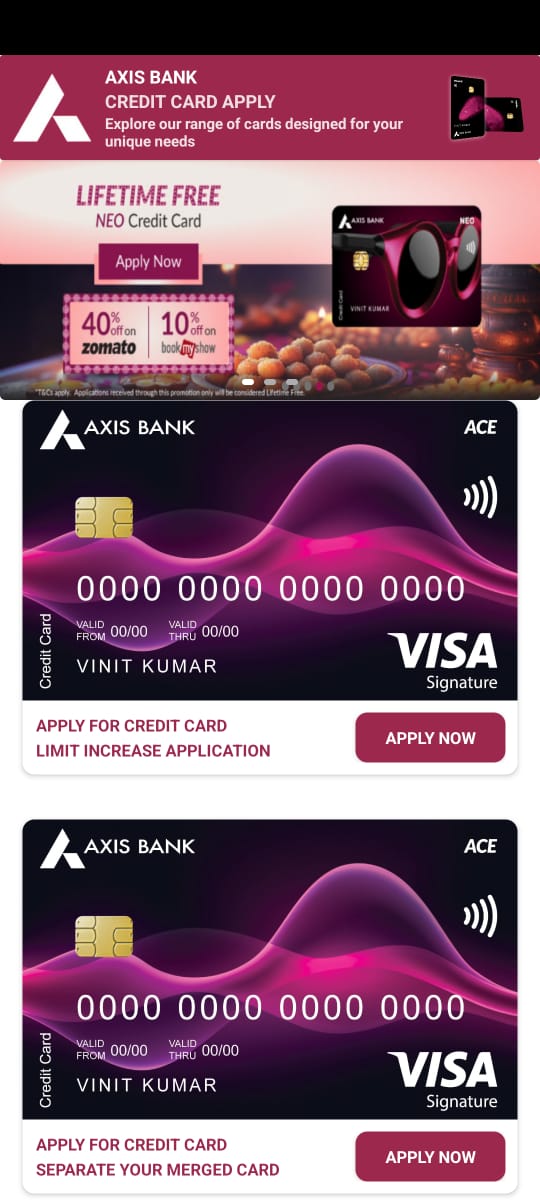 AXIS BANK
CREDIT CARD APPLY
Explore our range of cards designed for your
unique needs
LIFETIME FREE
NEO Credit Card
Apply Now
40% off on
zomato
10% off on
bookmyshow
AXIS BANK
NEO
Credit Card
VINIT KUMAR
*T&Cs apply. Applications received through this promotion only will be considered Lifetime Free.
AXIS BANK
ACE
0000 0000 0000 0000
VALID FROM 00/00 VALID THRU 00/00
Credit Card
VINIT KUMAR
VISA
Signature
APPLY FOR CREDIT CARD
LIMIT INCREASE APPLICATION
APPLY NOW
AXIS BANK
ACE
0000 0000 0000 0000
VALID FROM 00/00 VALID THRU 00/00
Credit Card
VINIT KUMAR
VISA
Signature
APPLY FOR CREDIT CARD
SEPARATE YOUR MERGED CARD
APPLY NOW